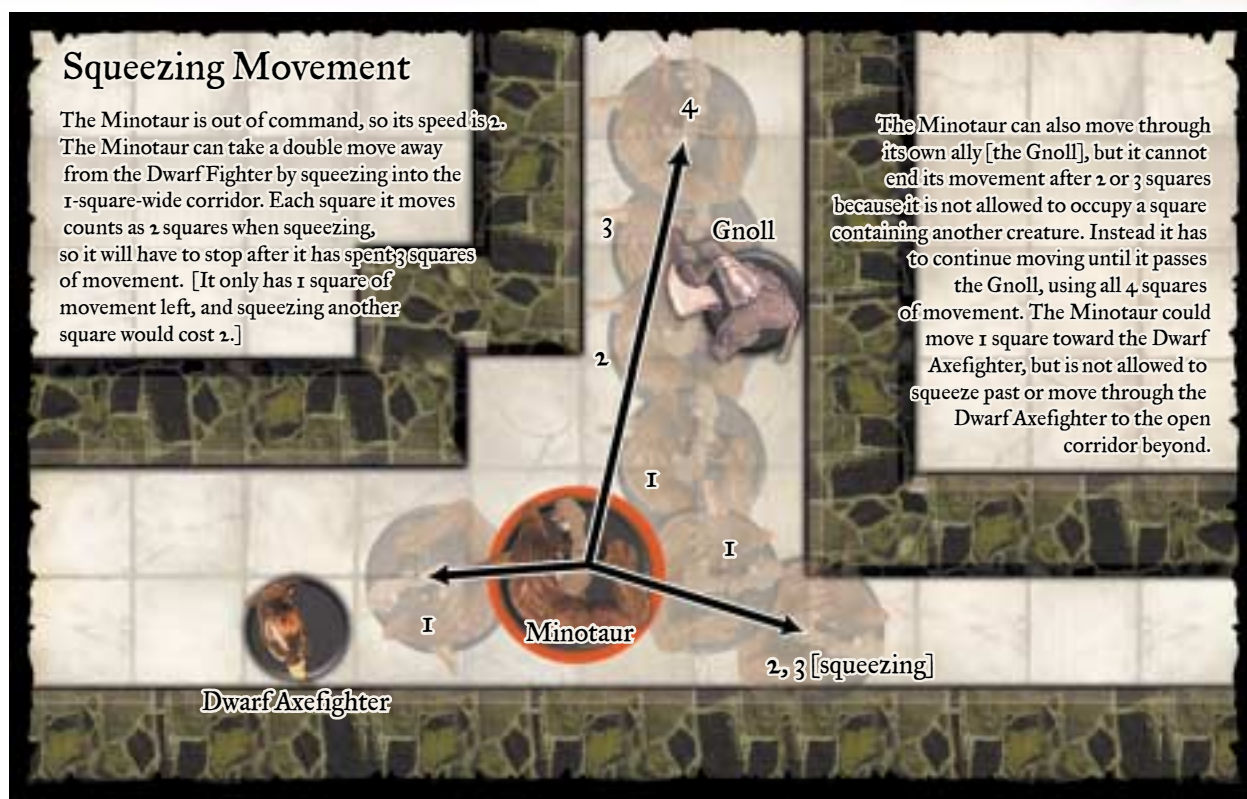 Squeezing Movement
The Minotaur is out of command, so its speed is 2.
The Minotaur can take a double move away
from the Dwarf Fighter by squeezing into the
1-square-wide corridor. Each square it moves
counts as 2 squares when squeezing,
so it will have to stop after it has spent 3 squares
of movement. [It only has 1 square of
movement left, and squeezing another
square would cost 2.]
The Minotaur can also move through
its own ally [the Gnoll], but it cannot
end its movement after 2 or 3 squares
because it is not allowed to occupy a square
containing another creature. Instead it has
to continue moving until it passes
the Gnoll, using all 4 squares
of movement. The Minotaur could
move 1 square toward the Dwarf
Axefighter, but is not allowed to
squeeze past or move through the
Dwarf Axefighter to the open
corridor beyond.
4
3
Gnoll
2
1
1
1
Minotaur
2, 3 [squeezing]
Dwarf Axefighter